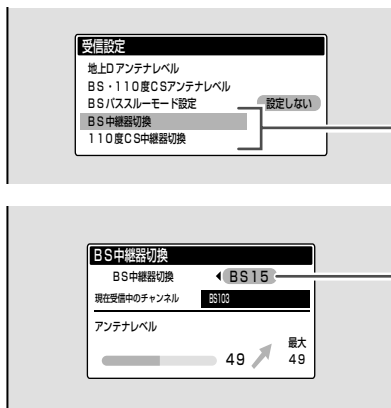 受信設定
地上Dアンテナレベル
BS・110度CSアンテナレベル
BSパススルーモード設定 設定しない
BS中継器切換
110度CS中継器切換
BS中継器切換
BS中継器切換 BS15
現在受信中のチャンネル BS103
アンテナレベル
最大
49 49